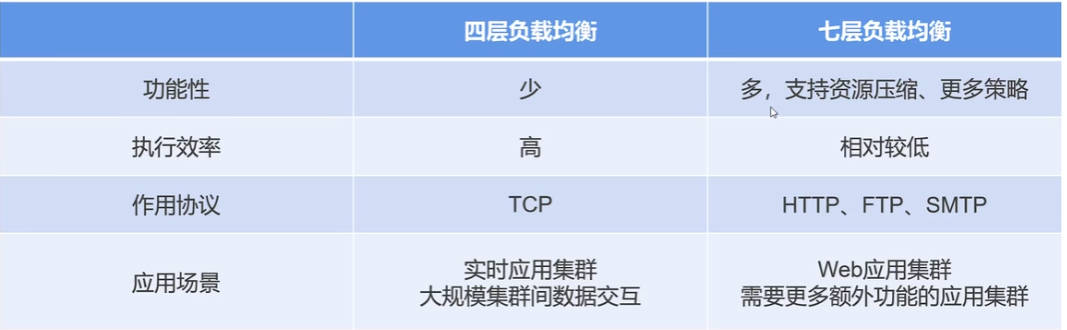 四层负载均衡
七层负载均衡
功能性
少
多，支持资源压缩、更多策略
执行效率
高
相对较低
作用协议
TCP
HTTP、FTP、SMTP
应用场景
实时应用集群
大规模集群间数据交互
Web应用集群
需要更多额外功能的应用集群